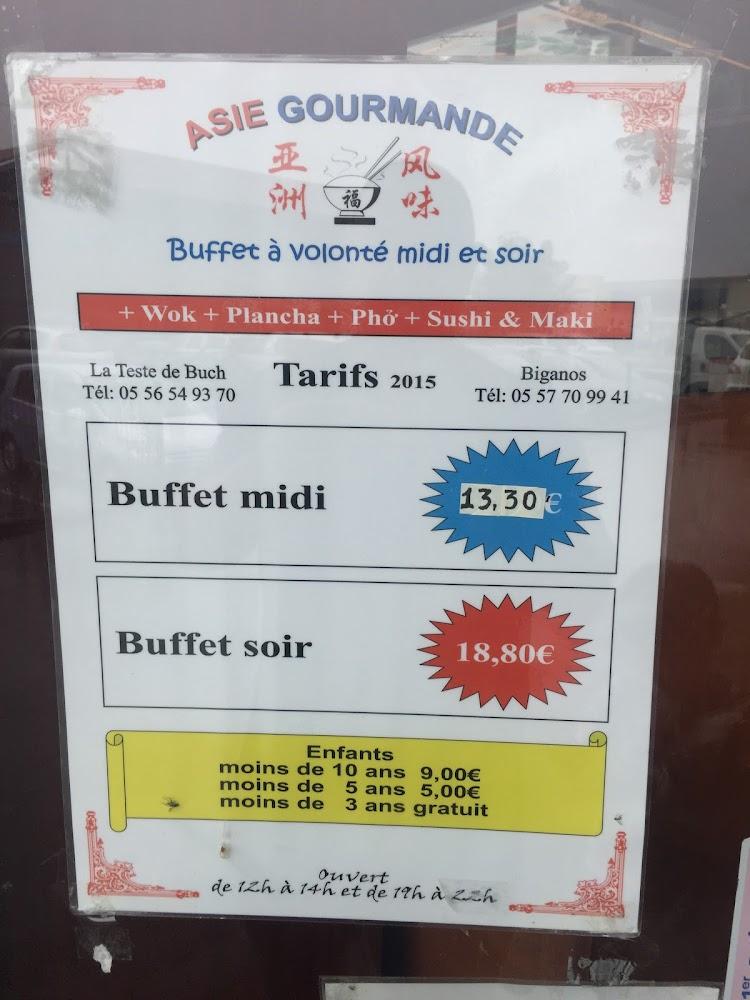 ASIE GOURMANDE
亚洲 福 风味
Buffet à volonté midi et soir
+ Wok + Plancha + Phở + Sushi & Maki
La Teste de Buch
Tél: 05 56 54 93 70
Tarifs 2015
Biganos
Tél: 05 57 70 99 41
Buffet midi
13,30€
Buffet soir
18,80€
Enfants
moins de 10 ans 9,00€
moins de 5 ans 5,00€
moins de 3 ans gratuit
Ouvert
de 12h à 14h et de 19h à 22h